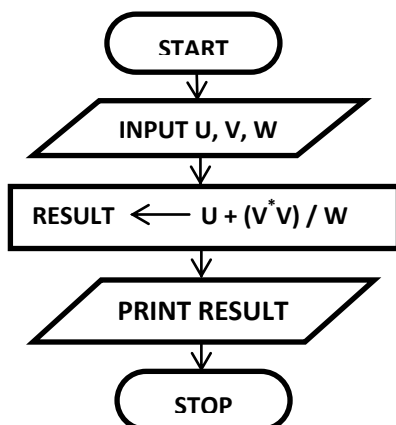 START
INPUT U, V, W
RESULT ← U + (V*V) / W
PRINT RESULT
STOP